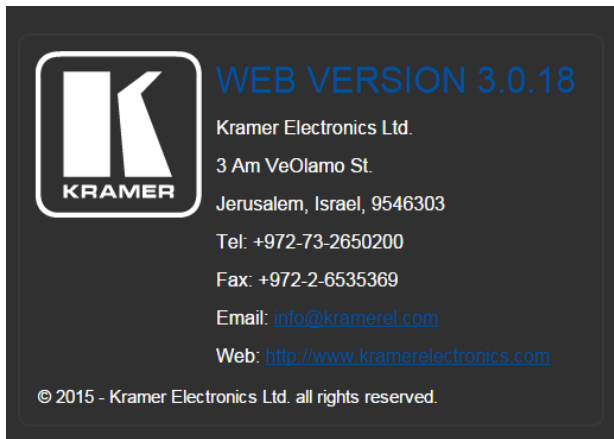 WEB VERSION 3.0.18
KRAMER
Kramer Electronics Ltd.
3 Am VeOlamo St.
Jerusalem, Israel, 9546303
Tel: +972-73-2650200
Fax: +972-2-6535369
Email: info@kramerel.com
Web: http://www.kramerelectronics.com
© 2015 - Kramer Electronics Ltd. all rights reserved.